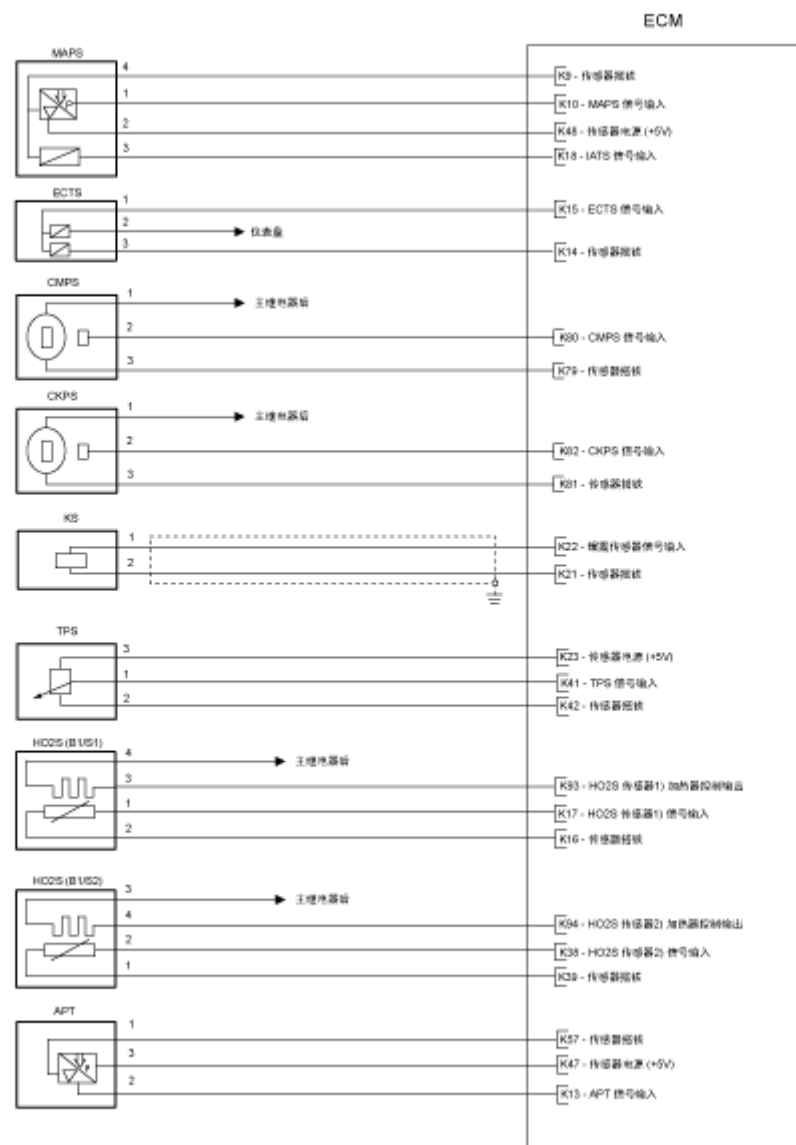 ECM
MAPS
4
K9 - 传感器搭铁
1
K10 - MAPS 信号输入
2
K48 - 传感器电源 (+5V)
3
K18 - IATS 信号输入
ECTS
1
K15 - ECTS 信号输入
2
仪表盘
3
K14 - 传感器搭铁
CMPS
1
主继电器后
2
K80 - CMPS 信号输入
3
K79 - 传感器搭铁
CKPS
1
主继电器后
2
K82 - CKPS 信号输入
3
K81 - 传感器搭铁
KS
1
K22 - 爆震传感器信号输入
2
K21 - 传感器搭铁
TPS
3
K23 - 传感器电源 (+5V)
1
K41 - TPS 信号输入
2
K42 - 传感器搭铁
HO2S (B1/S1)
4
主继电器后
3
K93 - HO2S 传感器1) 加热器控制输出
1
K17 - HO2S 传感器1) 信号输入
2
K16 - 传感器搭铁
HO2S (B1/S2)
3
主继电器后
4
K94 - HO2S 传感器2) 加热器控制输出
2
K38 - HO2S 传感器2) 信号输入
1
K39 - 传感器搭铁
APT
1
K57 - 传感器搭铁
3
K47 - 传感器电源 (+5V)
2
K13 - APT 信号输入